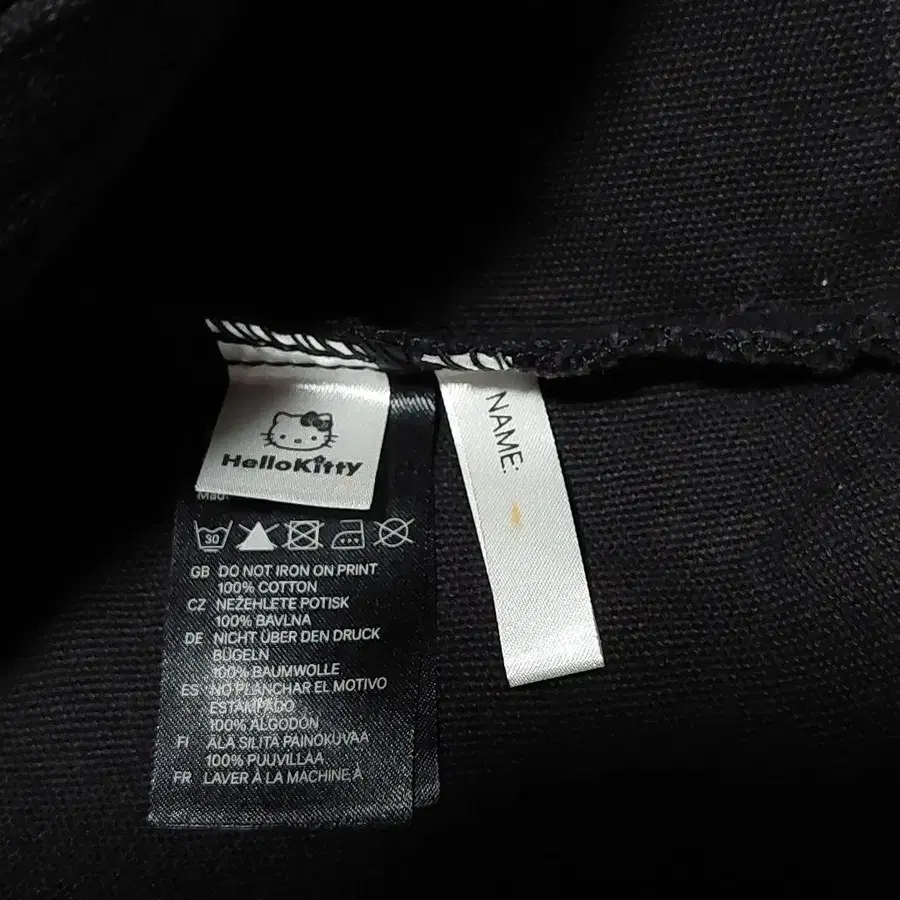 HelloKitty
NAME:
Mad
30
GB DO NOT IRON ON PRINT
100% COTTON
CZ NEŽEHLETE POTISK
100% BAVLNA
DE NICHT ÜBER DEN DRUCK
BÜGELN
100% BAUMWOLLE
ES NO PLANCHAR EL MOTIVO
ESTAMPADO
100% ALGODÓN
FI ÄLÄ SILITÄ PAINOKUVAA
100% PUUVILLAA
FR LAVER À LA MACHINE À